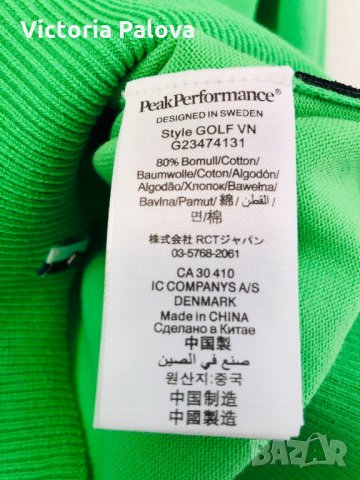 Victoria Palova
PeakPerformance®
DESIGNED IN SWEDEN
Style GOLF VN
G23474131
80% Bomull/Cotton/
Baumwolle/Coton/Algodón/
Algodão/Хлопок/Bawełna/
Bavlna/Pamut/ 綿 / القطن/
면/棉
株式会社 RCTジャパン
03-5768-2061
CA 30 410
IC COMPANYS A/S
DENMARK
Made in CHINA
Сделано в Китае
中国製
صنع في الصين
원산지:중국
中国制造
中國製造
BAZAR